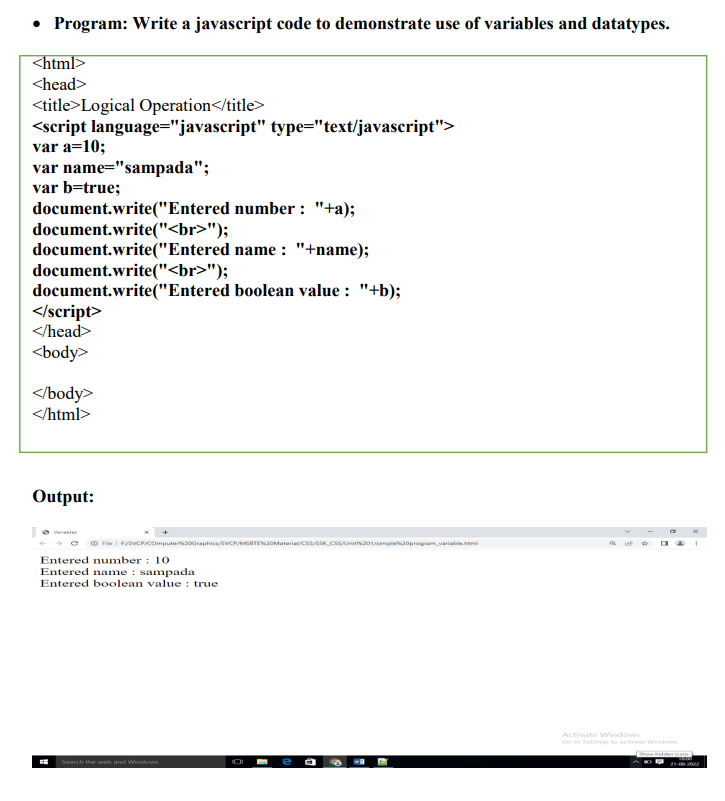 • Program: Write a javascript code to demonstrate use of variables and datatypes.
<html>
<head>
<title>Logical Operation</title>
<script language="javascript" type="text/javascript">
var a=10;
var name="sampada";
var b=true;
document.write("Entered number :  "+a);
document.write("<br>");
document.write("Entered name :  "+name);
document.write("<br>");
document.write("Entered boolean value :  "+b);
</script>
</head>
<body>
</body>
</html>
Output:
Variables
File | F:/SVCP/COmputer%20Graphics/SVCP/MSBTE%20Material/CSS/SSK_CSS/Unit%201/simple%20program_variable.html
Entered number : 10
Entered name : sampada
Entered boolean value : true
Activate Windows
Go to Settings to activate Windows.
Show hidden icons
Search the web and Windows
21-08-2022